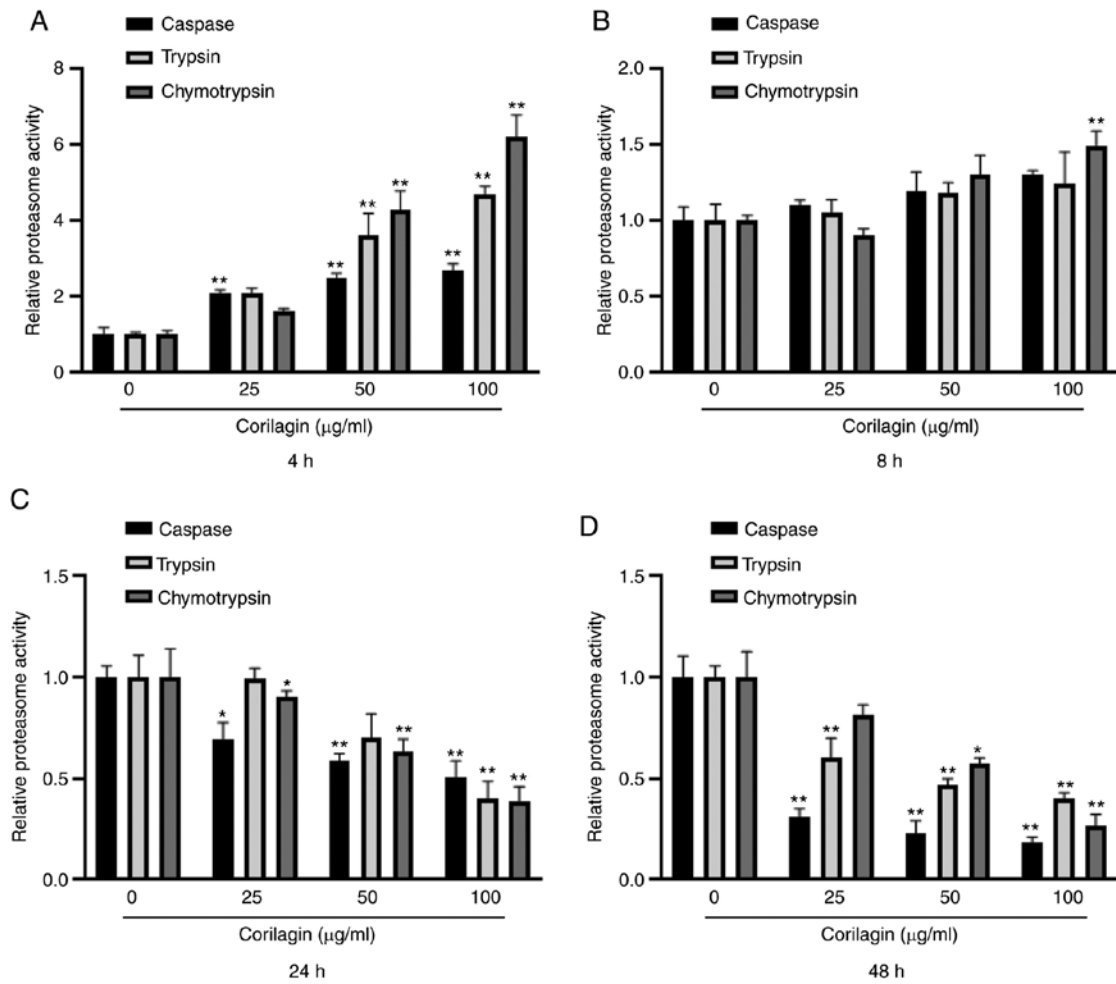 A
Caspase
Trypsin
Chymotrypsin
Relative proteasome activity
8
6
4
2
0
** ** ** ** ** ** **
0 25 50 100
Corilagin (μg/ml)
4 h
B
Caspase
Trypsin
Chymotrypsin
Relative proteasome activity
2.0
1.5
1.0
0.5
0.0
**
0 25 50 100
Corilagin (μg/ml)
8 h
C
Caspase
Trypsin
Chymotrypsin
Relative proteasome activity
1.5
1.0
0.5
0.0
* * ** ** ** ** **
0 25 50 100
Corilagin (μg/ml)
24 h
D
Caspase
Trypsin
Chymotrypsin
Relative proteasome activity
1.5
1.0
0.5
0.0
** ** ** ** * ** ** **
0 25 50 100
Corilagin (μg/ml)
48 h